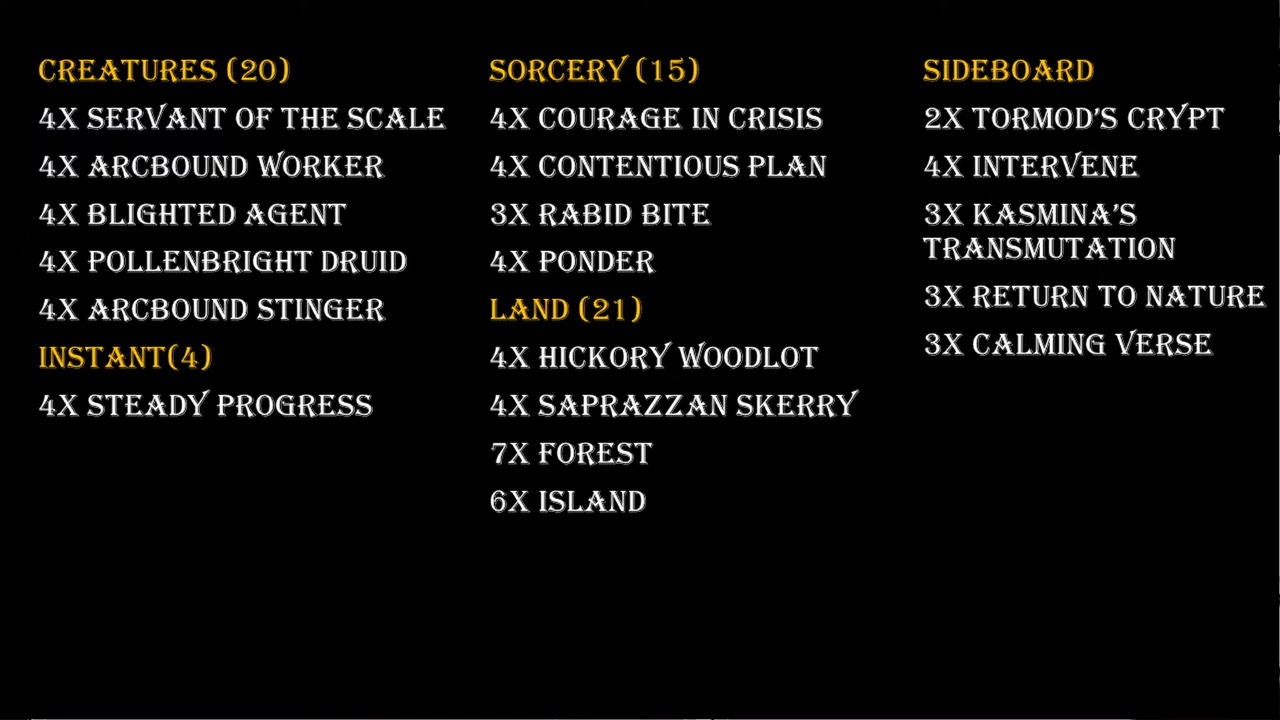 CREATURES (20)
4X SERVANT OF THE SCALE
4X ARCBOUND WORKER
4X BLIGHTED AGENT
4X POLLENBRIGHT DRUID
4X ARCBOUND STINGER
INSTANT(4)
4X STEADY PROGRESS
SORCERY (15)
4X COURAGE IN CRISIS
4X CONTENTIOUS PLAN
3X RABID BITE
4X PONDER
LAND (21)
4X HICKORY WOODLOT
4X SAPRAZZAN SKERRY
7X FOREST
6X ISLAND
SIDEBOARD
2X TORMOD'S CRYPT
4X INTERVENE
3X KASMINA'S
TRANSMUTATION
3X RETURN TO NATURE
3X CALMING VERSE